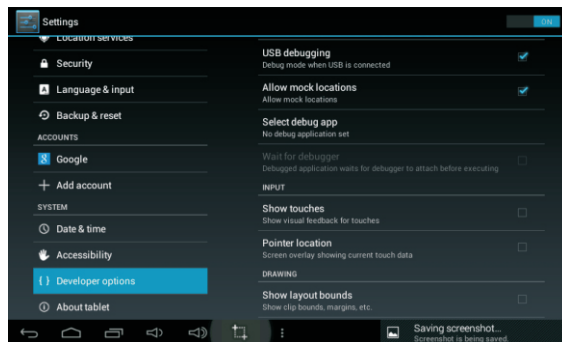 Settings
ON
Location services
Security
Language & input
Backup & reset
ACCOUNTS
Google
Add account
SYSTEM
Date & time
Accessibility
{ } Developer options
About tablet
USB debugging
Debug mode when USB is connected
Allow mock locations
Allow mock locations
Select debug app
No debug application set
Wait for debugger
Debugged application waits for debugger to attach before executing
INPUT
Show touches
Show visual feedback for touches
Pointer location
Screen overlay showing current touch data
DRAWING
Show layout bounds
Show clip bounds, margins, etc.
Saving screenshot...
Screenshot is being saved.